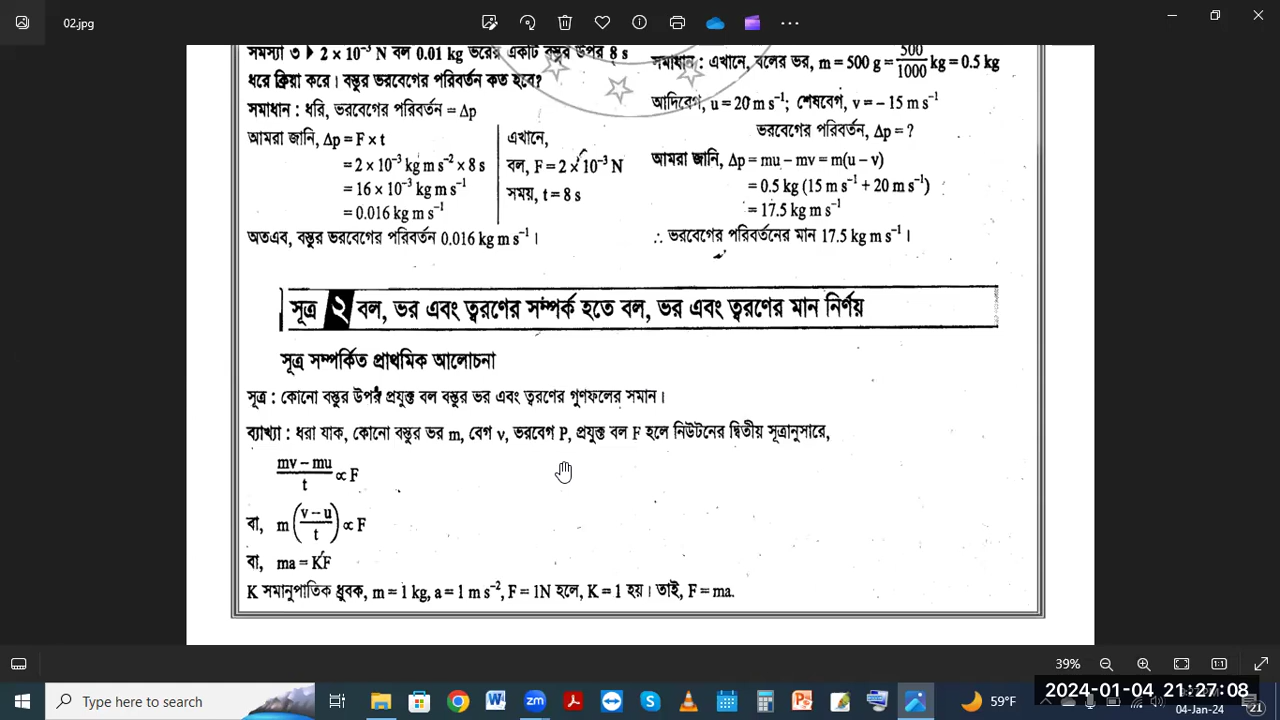 02.jpg
সমস্যা ৩ ▶ 2 × 10⁻³ N বল 0.01 kg ভরের একটি বস্তুর উপর 8 s
ধরে ক্রিয়া করে। বস্তুর ভরবেগের পরিবর্তন কত হবে?
সমাধান : ধরি, ভরবেগের পরিবর্তন = Δp
আমরা জানি, Δp = F × t
= 2 × 10⁻³ kg m s⁻² × 8 s
= 16 × 10⁻³ kg m s⁻¹
= 0.016 kg m s⁻¹
এখানে,
বল, F = 2 × 10⁻³ N
সময়, t = 8 s
অতএব, বস্তুর ভরবেগের পরিবর্তন 0.016 kg m s⁻¹।
সমাধান : এখানে, বলের ভর, m = 500 g = 500/1000 kg = 0.5 kg
আদিবেগ, u = 20 m s⁻¹; শেষবেগ, v = – 15 m s⁻¹
ভরবেগের পরিবর্তন, Δp = ?
আমরা জানি, Δp = mu – mv = m(u – v)
= 0.5 kg (15 m s⁻¹ + 20 m s⁻¹)
= 17.5 kg m s⁻¹
∴ ভরবেগের পরিবর্তনের মান 17.5 kg m s⁻¹।
সূত্র ২ বল, ভর এবং ত্বরণের সম্পর্ক হতে বল, ভর এবং ত্বরণের মান নির্ণয়
সূত্র সম্পর্কিত প্রাথমিক আলোচনা
সূত্র : কোনো বস্তুর উপর প্রযুক্ত বল বস্তুর ভর এবং ত্বরণের গুণফলের সমান।
ব্যাখ্যা : ধরা যাক, কোনো বস্তুর ভর m, বেগ v, ভরবেগ P, প্রযুক্ত বল F হলে নিউটনের দ্বিতীয় সূত্রানুসারে,
(mv – mu)/t ∝ F
বা, m((v – u)/t) ∝ F
বা, ma = KF
K সমানুপাতিক ধ্রুবক, m = 1 kg, a = 1 m s⁻², F = 1N হলে, K = 1 হয়। তাই, F = ma.
39%
Type here to search
59°F
2024-01-04 21:27:08
04-Jan-24